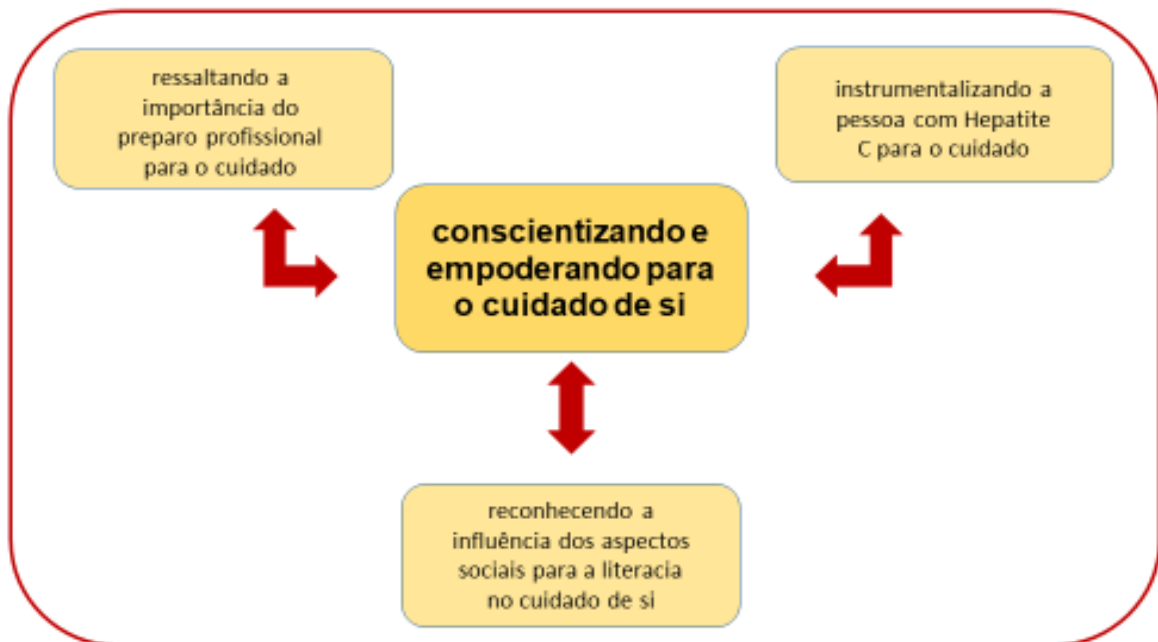 ressaltando a
importância do
preparo profissional
para o cuidado
instrumentalizando a
pessoa com Hepatite
C para o cuidado
conscientizando e
empoderando para
o cuidado de si
reconhecendo a
influência dos aspectos
sociais para a literacia
no cuidado de si